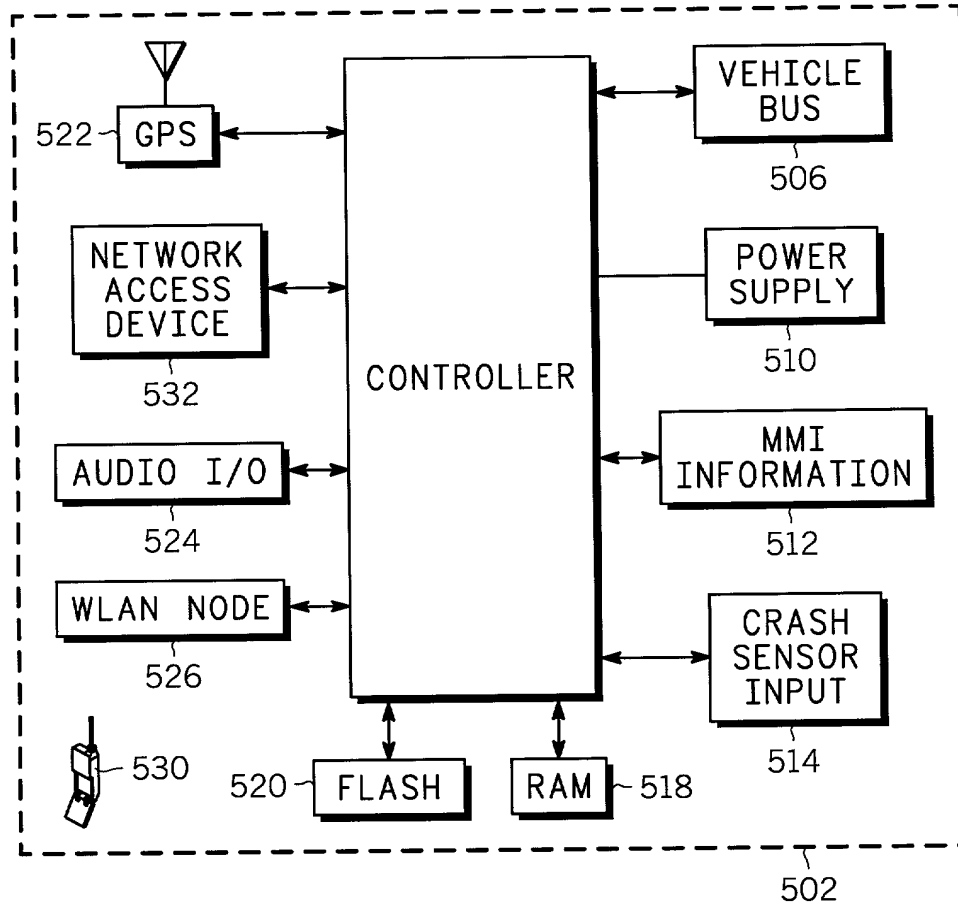 522
GPS
VEHICLE
BUS
506
NETWORK
ACCESS
DEVICE
532
POWER
SUPPLY
510
CONTROLLER
AUDIO I/O
524
MMI
INFORMATION
512
WLAN NODE
526
CRASH
SENSOR
INPUT
514
530
520
FLASH
RAM
518
502